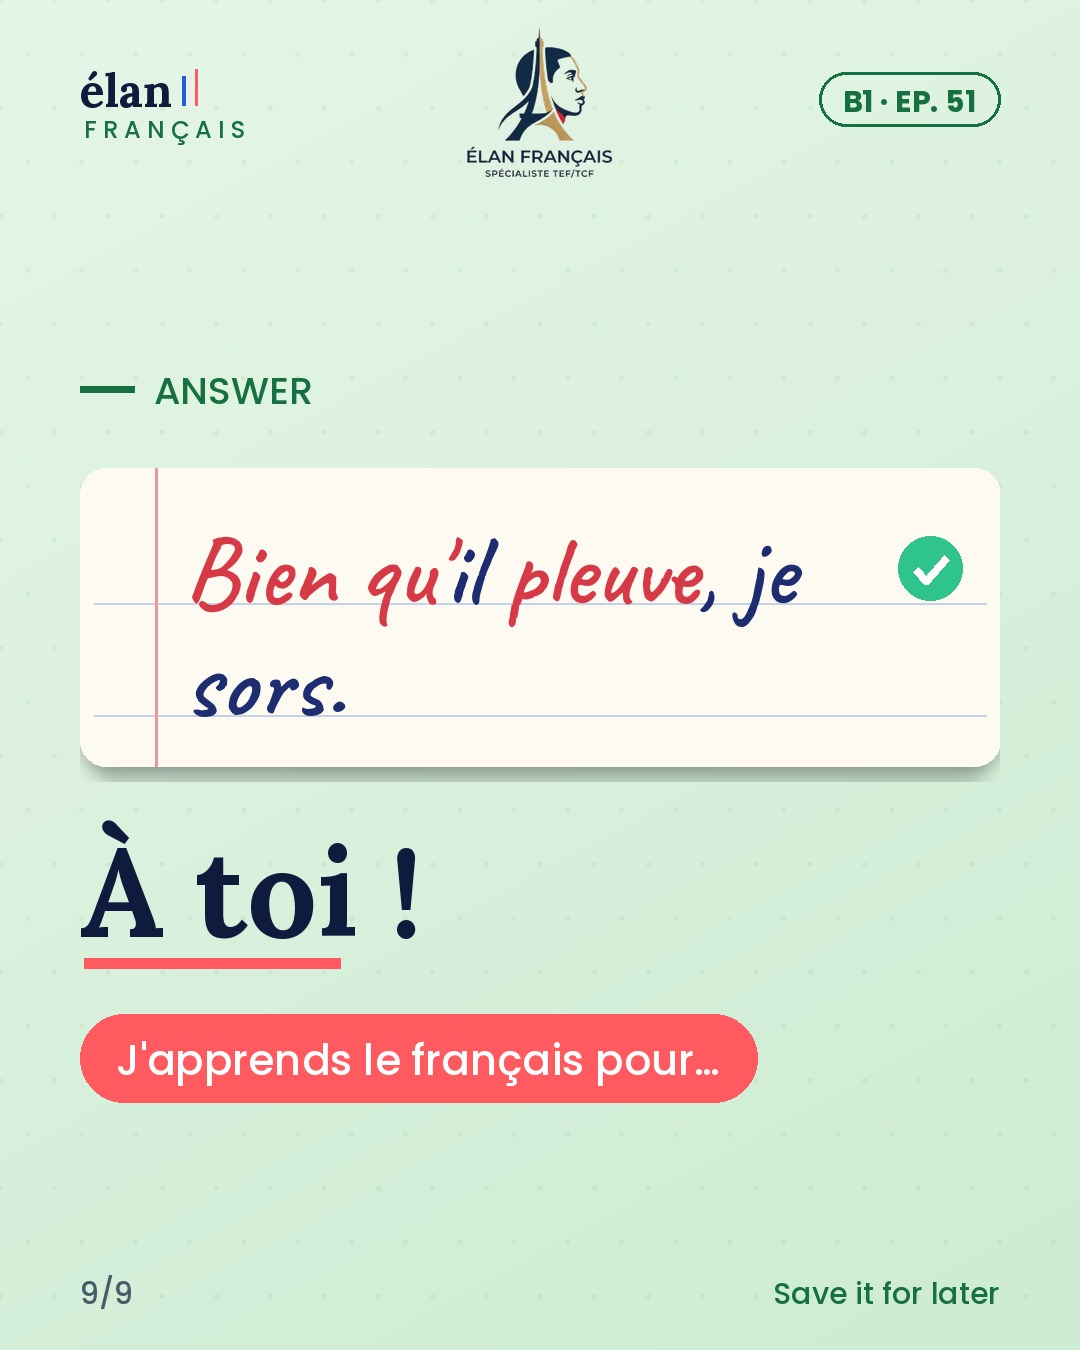 élan
FRANÇAIS
ÉLAN FRANÇAIS
SPÉCIALISTE TEF/TCF
B1 · EP. 51
ANSWER
Bien qu'il pleuve, je
sors.
À toi !
J'apprends le français pour...
9/9
Save it for later